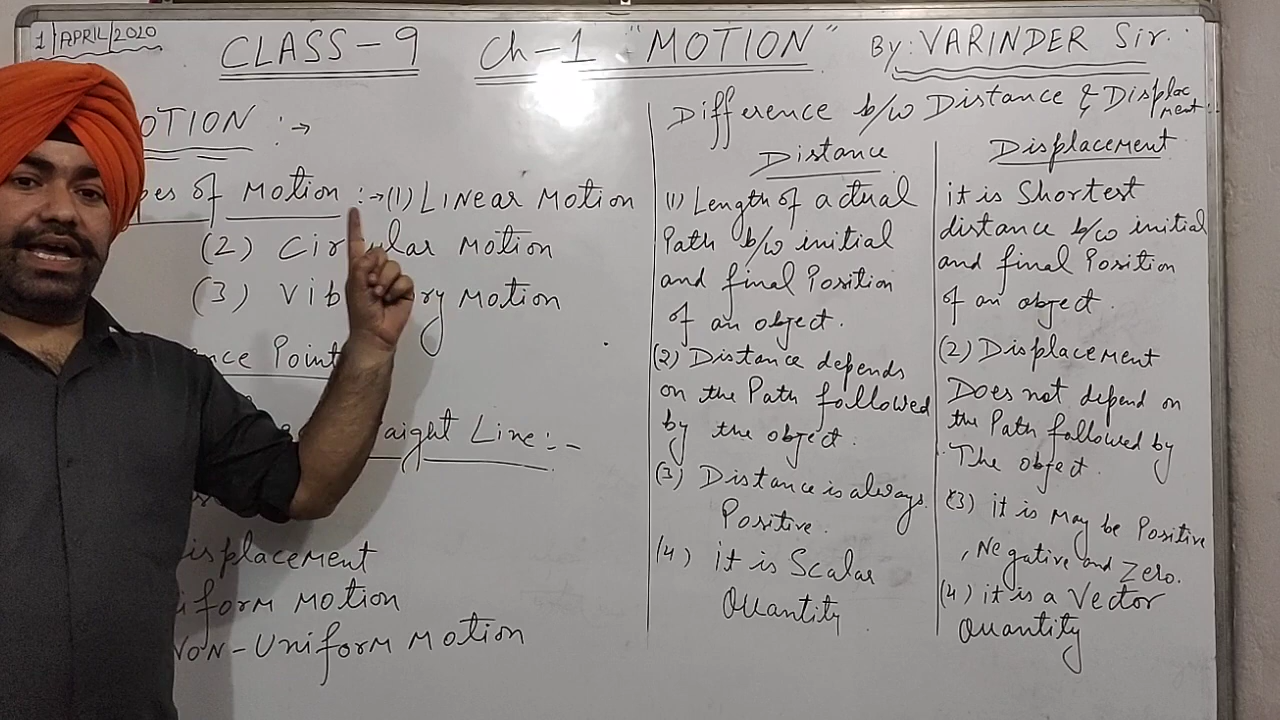 1/APRIL/2020
CLASS-9 Ch-1 "MOTION" By: VARINDER Sir.
OTION :→
pes of Motion :→ (1) Linear Motion
(2) Circular Motion
(3) Vib ry Motion
nce Point
aight Line:-
isplacement
iform Motion
Non-Uniform Motion
Difference b/w Distance & Displac
ment:-
Distance
(1) Length of actual
Path b/w initial
and final Position
of an object.
(2) Distance depends
on the Path followed
by the object.
(3) Distance is always
Positive.
(4) it is Scalar
Quantity
Displacement
it is Shortest
distance b/w initial
and final Position
of an object.
(2) Displacement
Does not depend on
the Path followed by
The object.
(3) it is May be Positive
, Negative and Zero.
(4) it is a Vector
Quantity